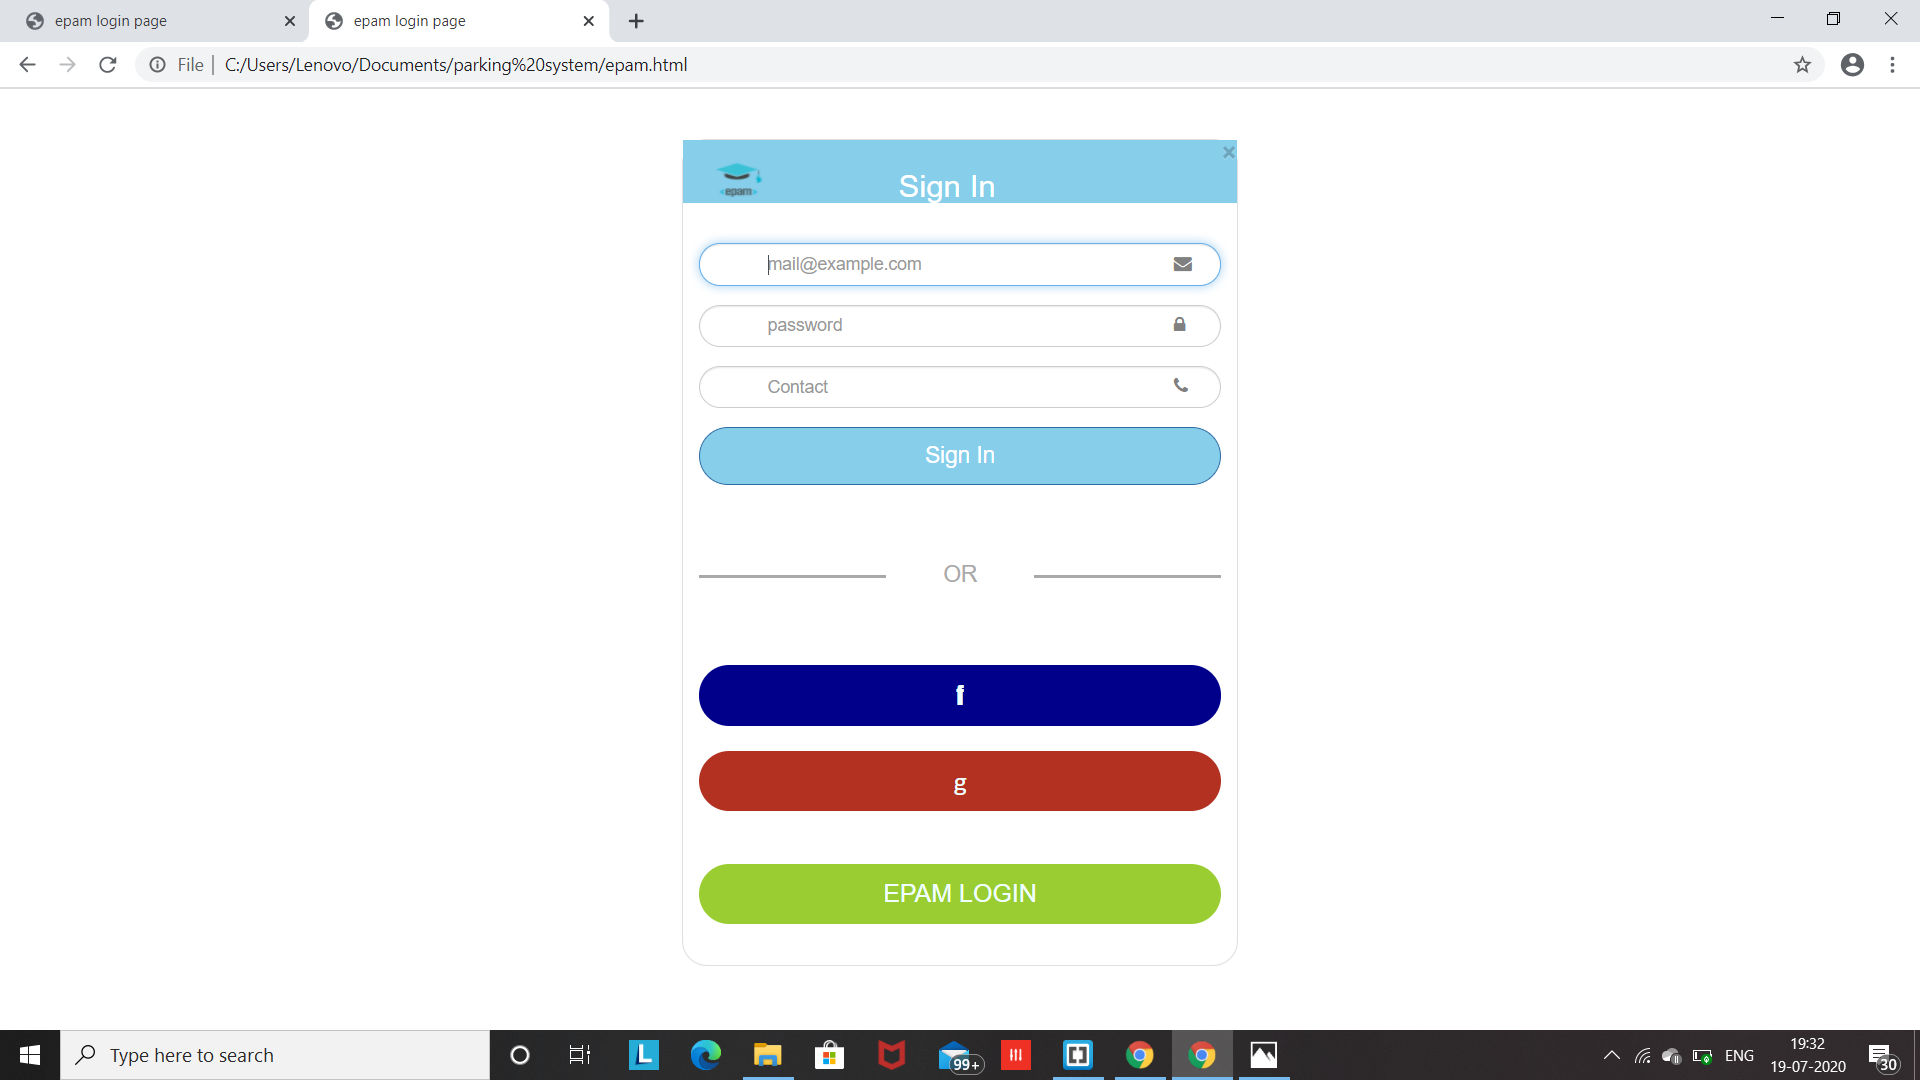 epam login page
epam login page
File | C:/Users/Lenovo/Documents/parking%20system/epam.html
epam
Sign In
mail@example.com
password
Contact
Sign In
OR
f
g
EPAM LOGIN
Type here to search
L
99+
ENG
19:32
19-07-2020
30